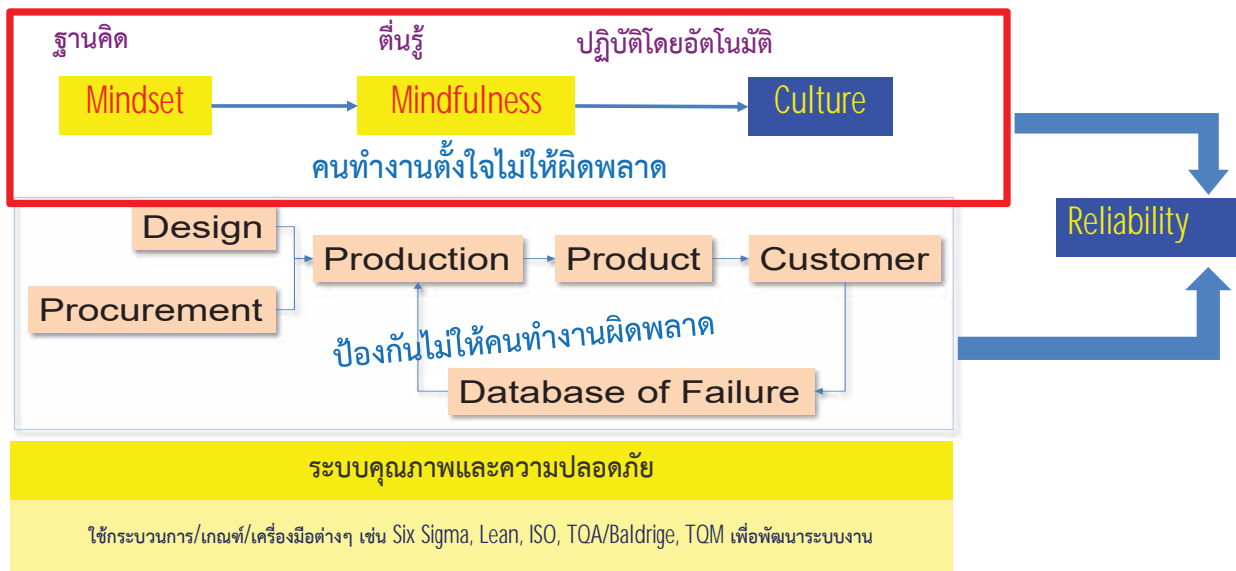 ฐานคิด ตื่นรู้ ปฏิบัติโดยอัตโนมัติ
Mindset Mindfulness Culture
คนทำงานตั้งใจไม่ให้ผิดพลาด
Reliability
Design
Production Product Customer
Procurement
ป้องกันไม่ให้คนทำงานผิดพลาด
Database of Failure
ระบบคุณภาพและความปลอดภัย
ใช้กระบวนการ/เกณฑ์/เครื่องมือต่างๆ เช่น Six Sigma, Lean, ISO, TQA/Baldrige, TQM เพื่อพัฒนาระบบงาน